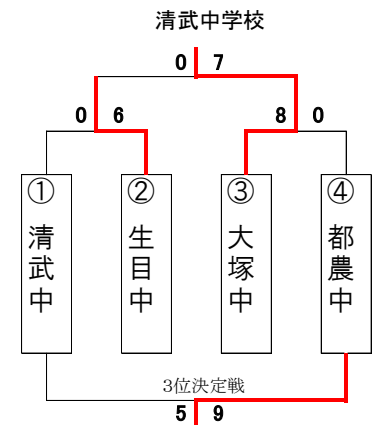 清武中学校
0 7
0 6 8 0
① ② ③ ④
清武中
生目中
大塚中
都農中
3位決定戦
5 9